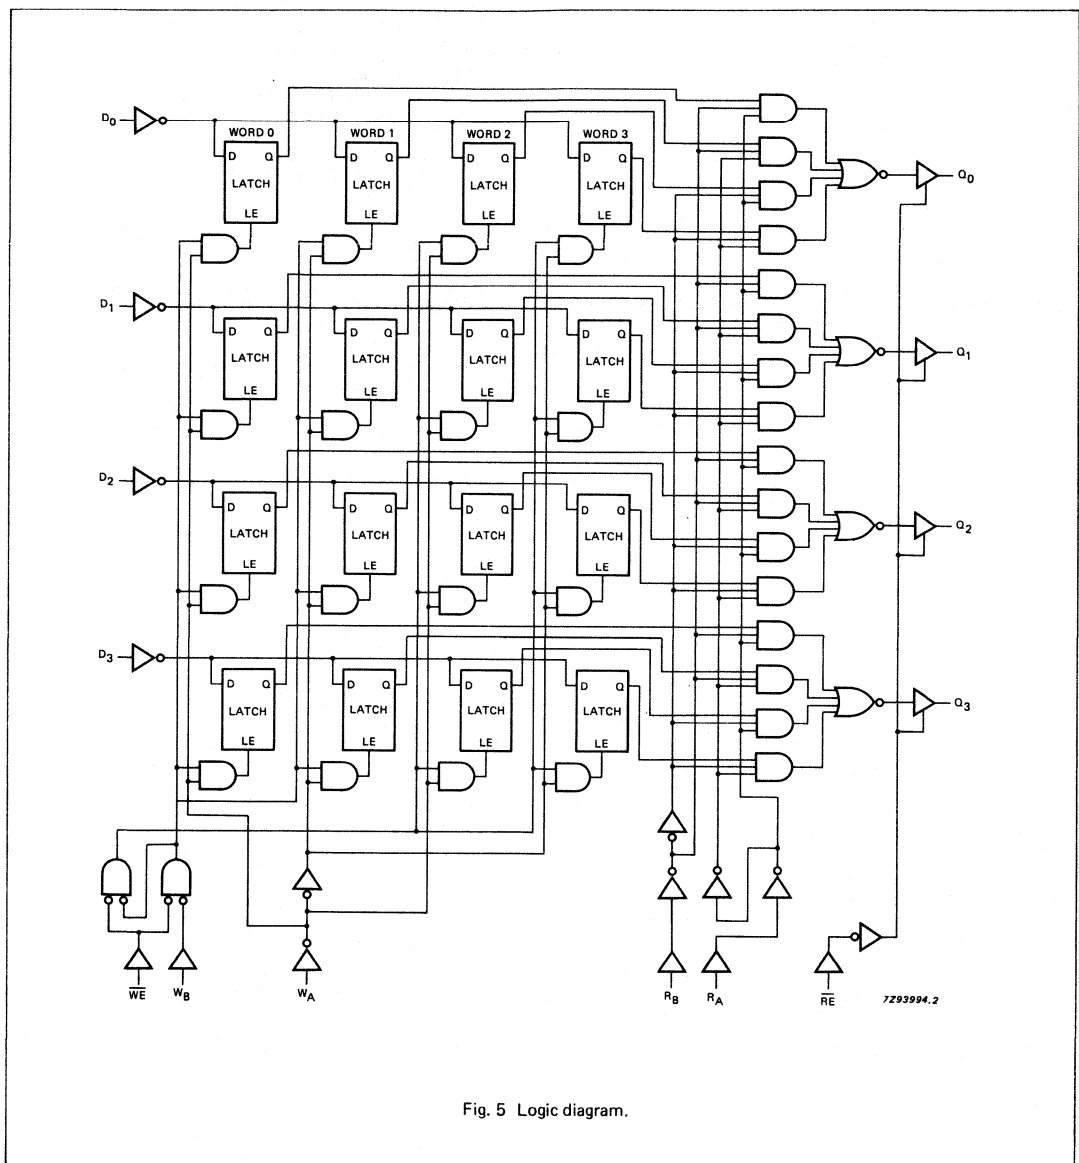 D0
WORD 0 WORD 1 WORD 2 WORD 3
D Q D Q D Q D Q
LATCH LATCH LATCH LATCH
LE LE LE LE
Q0
D1
D Q D Q D Q D Q
LATCH LATCH LATCH LATCH
LE LE LE LE
Q1
D2
D Q D Q D Q D Q
LATCH LATCH LATCH LATCH
LE LE LE LE
Q2
D3
D Q D Q D Q D Q
LATCH LATCH LATCH LATCH
LE LE LE LE
Q3
W̅E̅ WB WA RB RA R̅E̅
7Z93994.2
Fig. 5 Logic diagram.